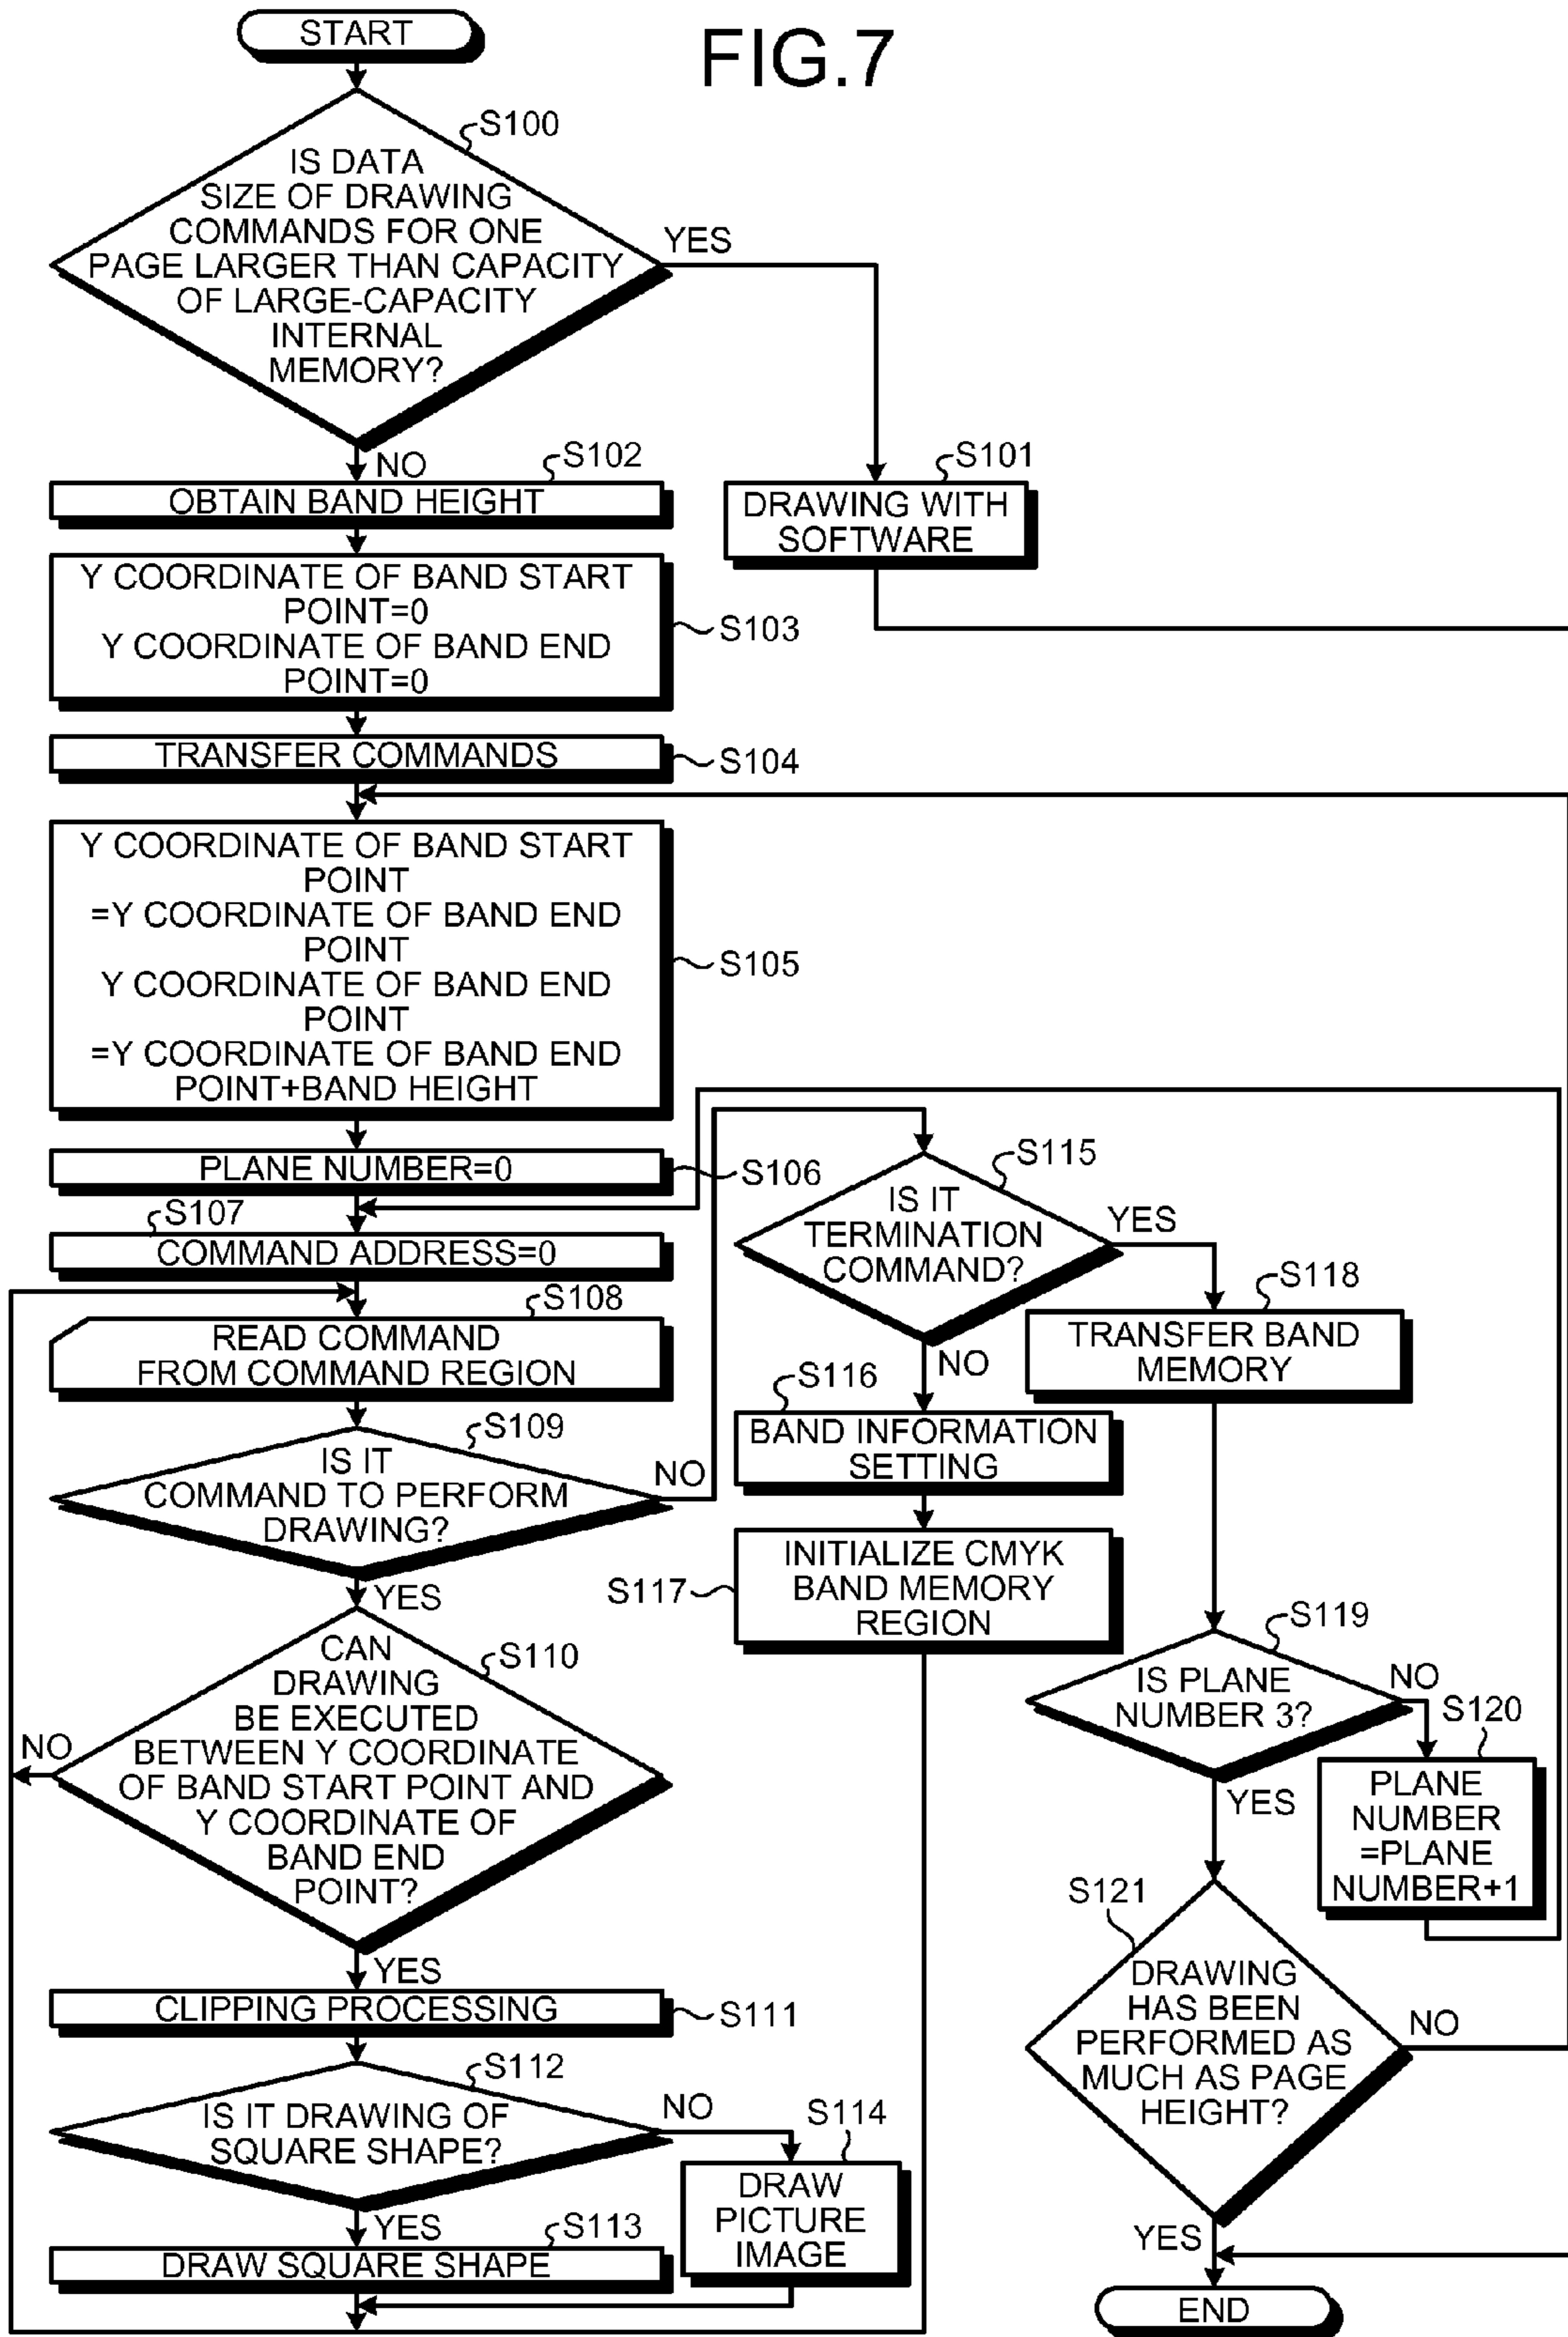 FIG.7
START
S100
IS DATA
SIZE OF DRAWING
COMMANDS FOR ONE
PAGE LARGER THAN CAPACITY
OF LARGE-CAPACITY
INTERNAL
MEMORY?
YES
NO
S101
DRAWING WITH
SOFTWARE
S102
OBTAIN BAND HEIGHT
Y COORDINATE OF BAND START
POINT=0
Y COORDINATE OF BAND END
POINT=0
S103
TRANSFER COMMANDS
S104
Y COORDINATE OF BAND START
POINT
=Y COORDINATE OF BAND END
POINT
Y COORDINATE OF BAND END
POINT
=Y COORDINATE OF BAND END
POINT+BAND HEIGHT
S105
PLANE NUMBER=0
S106
S107
COMMAND ADDRESS=0
S108
READ COMMAND
FROM COMMAND REGION
S109
IS IT
COMMAND TO PERFORM
DRAWING?
NO
YES
S110
CAN
DRAWING
BE EXECUTED
BETWEEN Y COORDINATE
OF BAND START POINT AND
Y COORDINATE OF
BAND END
POINT?
NO
YES
CLIPPING PROCESSING
S111
S112
IS IT DRAWING OF
SQUARE SHAPE?
NO
YES
S113
DRAW SQUARE SHAPE
S114
DRAW
PICTURE
IMAGE
S115
IS IT
TERMINATION
COMMAND?
YES
NO
S116
BAND INFORMATION
SETTING
S117
INITIALIZE CMYK
BAND MEMORY
REGION
S118
TRANSFER BAND
MEMORY
S119
IS PLANE
NUMBER 3?
NO
YES
S120
PLANE
NUMBER
=PLANE
NUMBER+1
S121
DRAWING
HAS BEEN
PERFORMED AS
MUCH AS PAGE
HEIGHT?
NO
YES
END